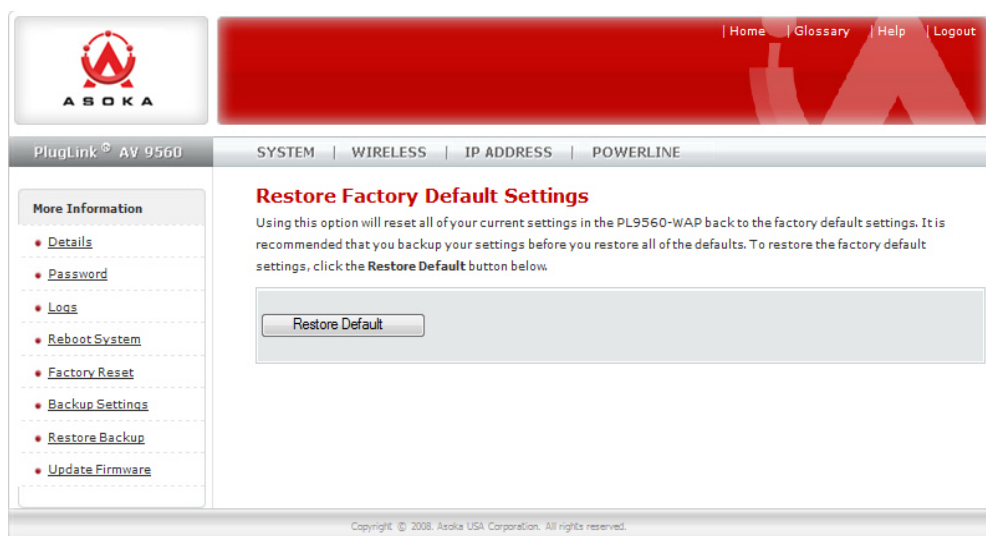 | Home | Glossary | Help | Logout
ASOKA
PlugLink ® AV 9560
SYSTEM | WIRELESS | IP ADDRESS | POWERLINE
More Information
Details
Password
Logs
Reboot System
Factory Reset
Backup Settings
Restore Backup
Update Firmware
Restore Factory Default Settings
Using this option will reset all of your current settings in the PL9560-WAP back to the factory default settings. It is
recommended that you backup your settings before you restore all of the defaults. To restore the factory default
settings, click the Restore Default button below.
Restore Default
Copyright © 2008. Asoka USA Corporation. All rights reserved.